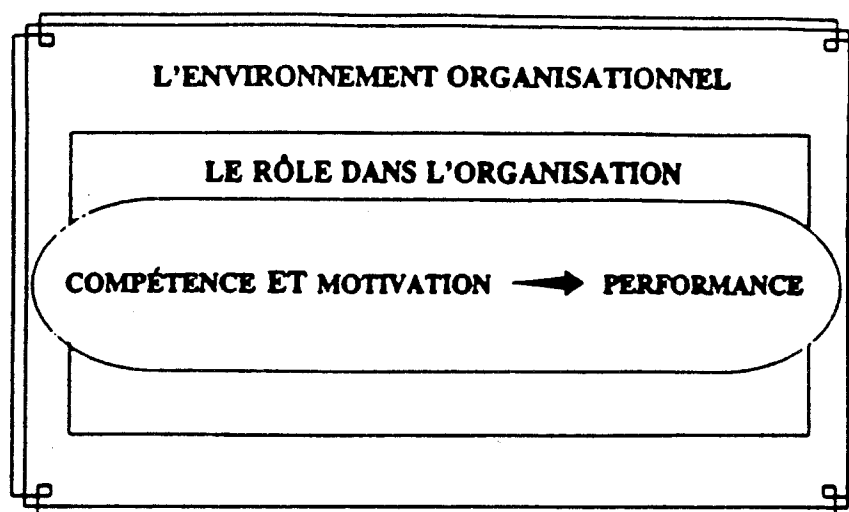 L'ENVIRONNEMENT ORGANISATIONNEL
LE RÔLE DANS L'ORGANISATION
COMPÉTENCE ET MOTIVATION → PERFORMANCE